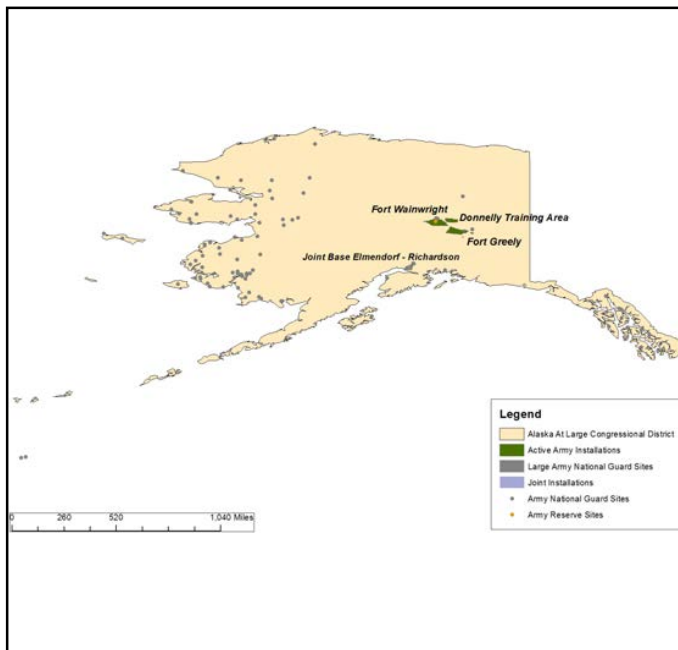 Fort Wainwright
Donnelly Training Area
Fort Greely
Joint Base Elmendorf - Richardson
Legend
Alaska At Large Congressional District
Active Army Installations
Large Army National Guard Sites
Joint Installations
Army National Guard Sites
Army Reserve Sites
0 260 520 1,040 Miles